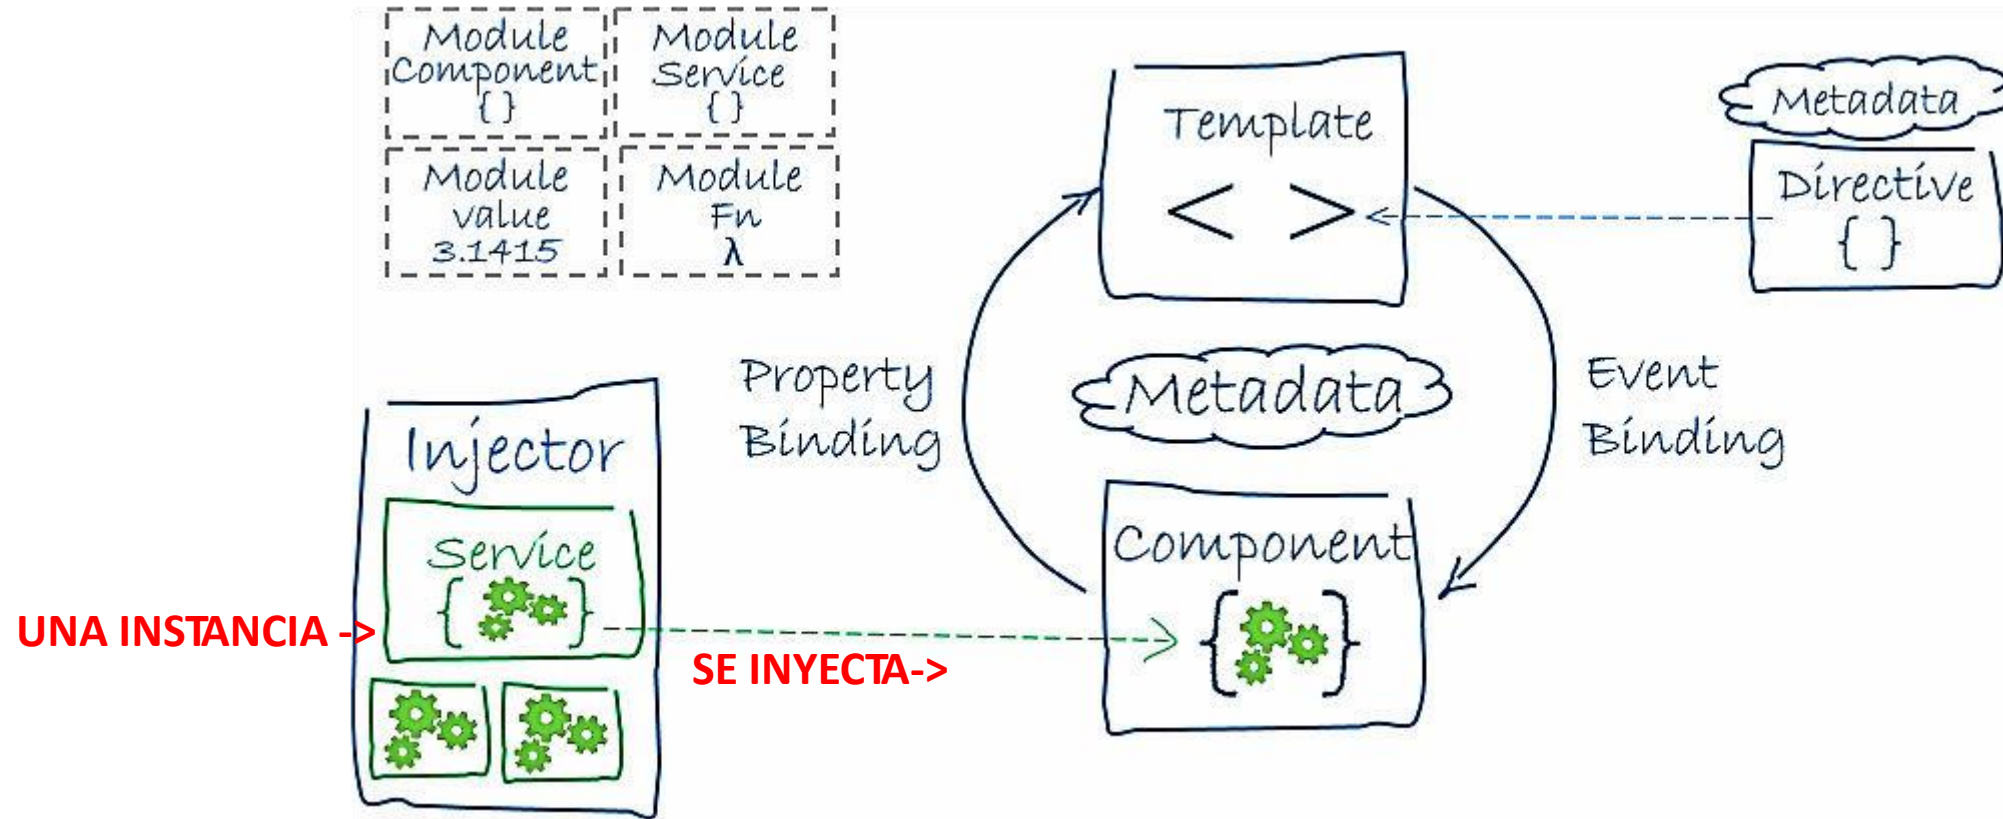 Module
Component
{ }
Module
Service
{ }
Module
value
3.1415
Module
Fn
λ
Template
< >
Metadata
Directive
{ }
Property
Binding
Metadata
Event
Binding
Injector
Service
{ }
Component
{ }
UNA INSTANCIA ->
SE INYECTA->